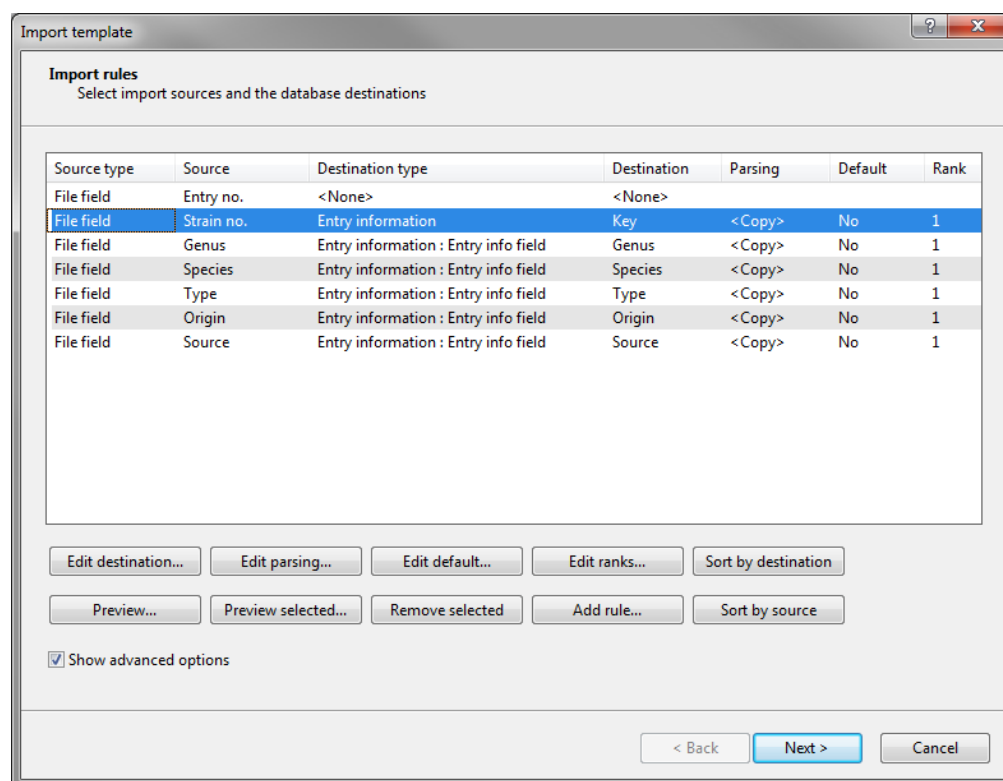 Import template
Import rules
Select import sources and the database destinations
Source type Source Destination type Destination Parsing Default Rank
File field Entry no. <None> <None>
File field Strain no. Entry information Key <Copy> No 1
File field Genus Entry information : Entry info field Genus <Copy> No 1
File field Species Entry information : Entry info field Species <Copy> No 1
File field Type Entry information : Entry info field Type <Copy> No 1
File field Origin Entry information : Entry info field Origin <Copy> No 1
File field Source Entry information : Entry info field Source <Copy> No 1
Edit destination... Edit parsing... Edit default... Edit ranks... Sort by destination
Preview... Preview selected... Remove selected Add rule... Sort by source
Show advanced options
< Back Next > Cancel